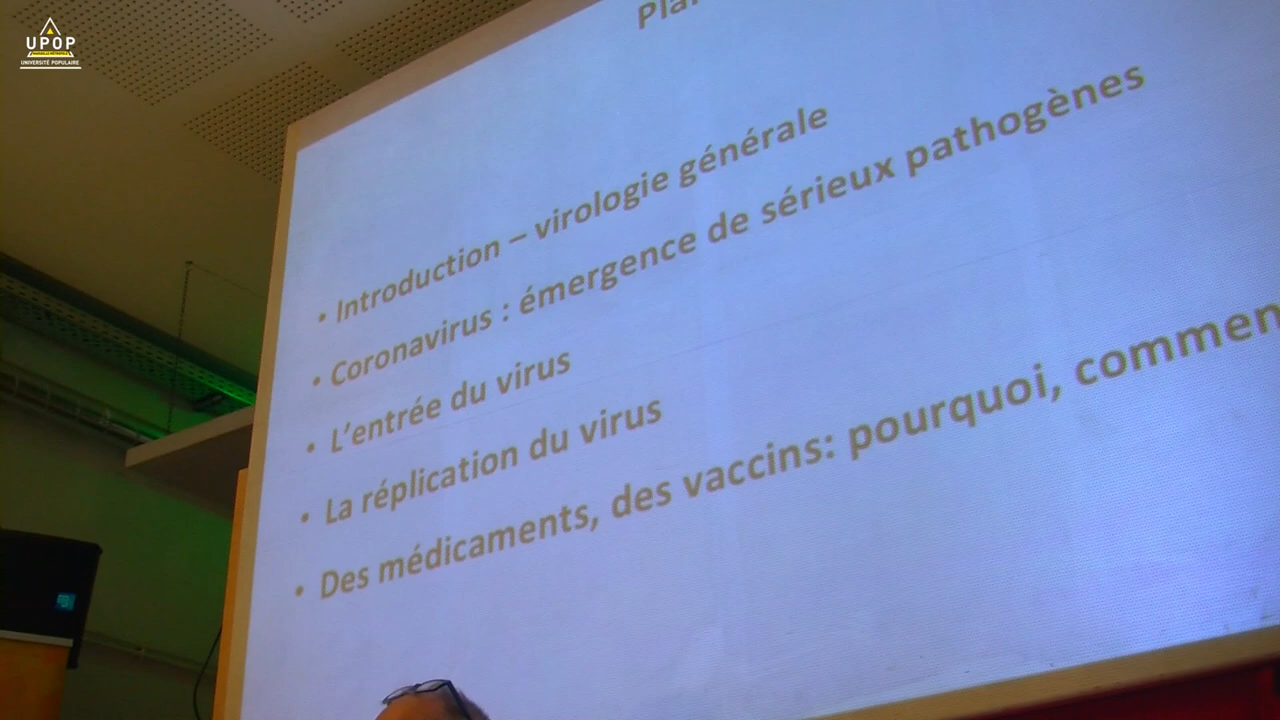 UPOP
UNIVERSITÉ POPULAIRE
• Introduction – virologie générale
• Coronavirus : émergence de sérieux pathogènes
• L'entrée du virus
• La réplication du virus
• Des médicaments, des vaccins: pourquoi, commen